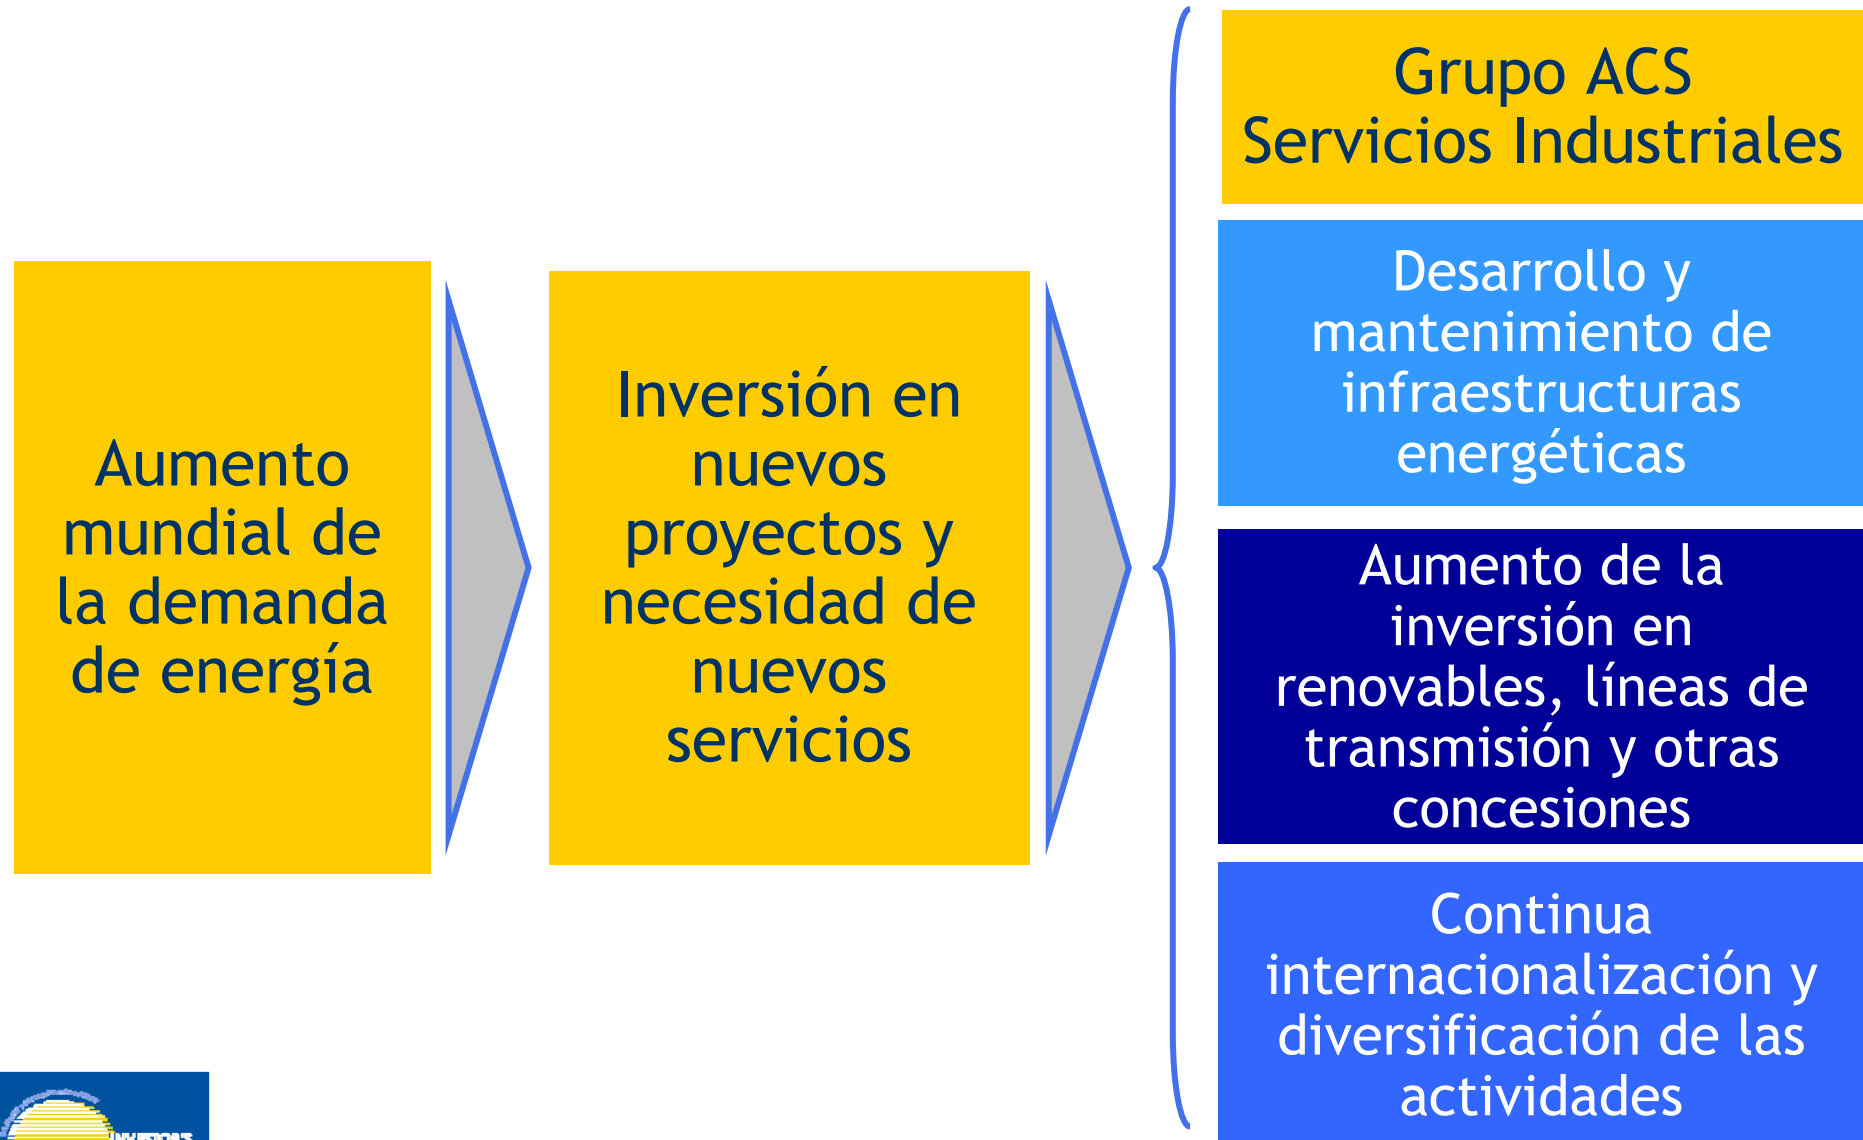 Aumento
mundial de
la demanda
de energía
Inversión en
nuevos
proyectos y
necesidad de
nuevos
servicios
Grupo ACS
Servicios Industriales
Desarrollo y
mantenimiento de
infraestructuras
energéticas
Aumento de la
inversión en
renovables, líneas de
transmisión y otras
concesiones
Continua
internacionalización y
diversificación de las
actividades